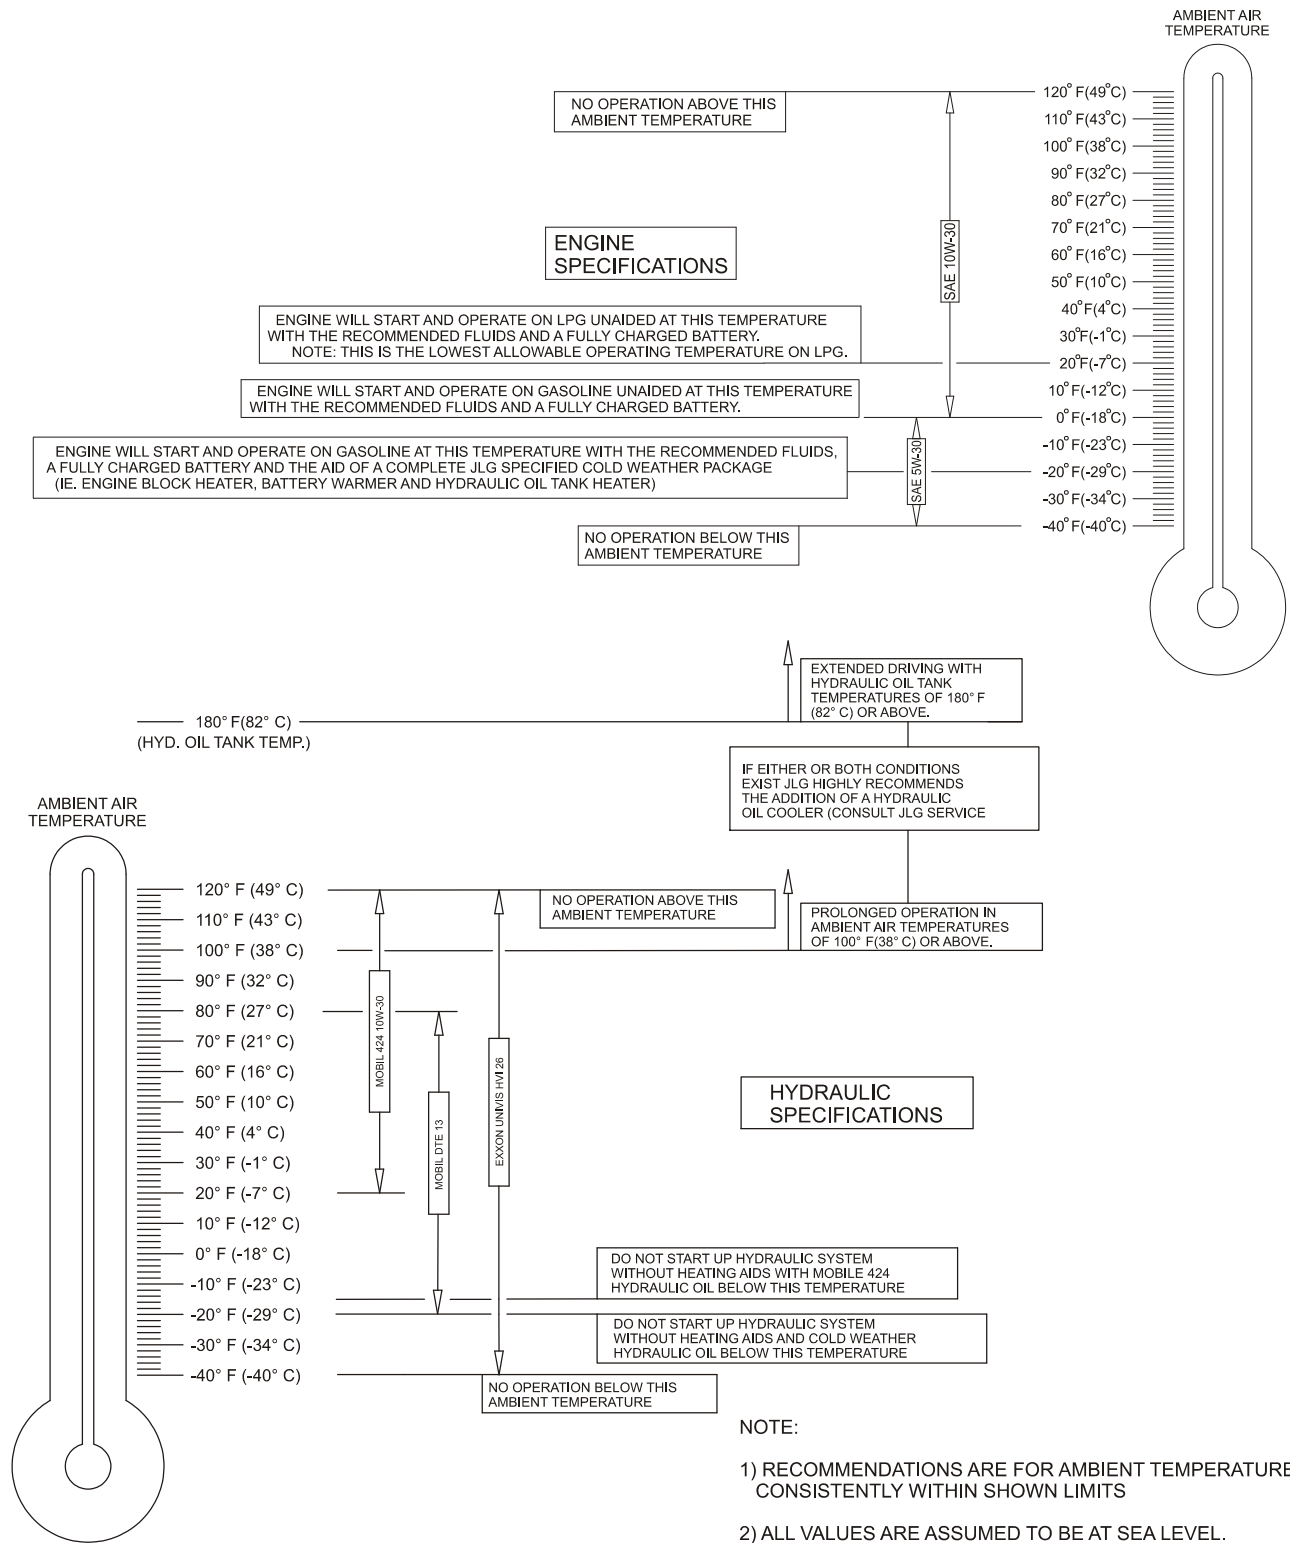 AMBIENT AIR
TEMPERATURE
120° F(49°C)
110° F(43°C)
100° F(38°C)
90° F(32°C)
80° F(27°C)
70° F(21°C)
60° F(16°C)
50° F(10°C)
40° F(4°C)
30°F(-1°C)
20°F(-7°C)
10° F(-12°C)
0° F(-18°C)
-10° F(-23°C)
-20° F(-29°C)
-30° F(-34°C)
-40° F(-40°C)
NO OPERATION ABOVE THIS
AMBIENT TEMPERATURE
SAE 10W-30
ENGINE
SPECIFICATIONS
ENGINE WILL START AND OPERATE ON LPG UNAIDED AT THIS TEMPERATURE
WITH THE RECOMMENDED FLUIDS AND A FULLY CHARGED BATTERY.
NOTE: THIS IS THE LOWEST ALLOWABLE OPERATING TEMPERATURE ON LPG.
ENGINE WILL START AND OPERATE ON GASOLINE UNAIDED AT THIS TEMPERATURE
WITH THE RECOMMENDED FLUIDS AND A FULLY CHARGED BATTERY.
ENGINE WILL START AND OPERATE ON GASOLINE AT THIS TEMPERATURE WITH THE RECOMMENDED FLUIDS,
A FULLY CHARGED BATTERY AND THE AID OF A COMPLETE JLG SPECIFIED COLD WEATHER PACKAGE
(IE. ENGINE BLOCK HEATER, BATTERY WARMER AND HYDRAULIC OIL TANK HEATER)
SAE 5W-30
NO OPERATION BELOW THIS
AMBIENT TEMPERATURE
EXTENDED DRIVING WITH
HYDRAULIC OIL TANK
TEMPERATURES OF 180° F
(82° C) OR ABOVE.
180° F(82° C)
(HYD. OIL TANK TEMP.)
IF EITHER OR BOTH CONDITIONS
EXIST JLG HIGHLY RECOMMENDS
THE ADDITION OF A HYDRAULIC
OIL COOLER (CONSULT JLG SERVICE
AMBIENT AIR
TEMPERATURE
120° F (49° C)
110° F (43° C)
100° F (38° C)
90° F (32° C)
80° F (27° C)
70° F (21° C)
60° F (16° C)
50° F (10° C)
40° F (4° C)
30° F (-1° C)
20° F (-7° C)
10° F (-12° C)
0° F (-18° C)
-10° F (-23° C)
-20° F (-29° C)
-30° F (-34° C)
-40° F (-40° C)
NO OPERATION ABOVE THIS
AMBIENT TEMPERATURE
PROLONGED OPERATION IN
AMBIENT AIR TEMPERATURES
OF 100° F(38° C) OR ABOVE.
MOBIL 424 10W-30
MOBIL DTE 13
EXXON UNIVIS HVI 26
HYDRAULIC
SPECIFICATIONS
DO NOT START UP HYDRAULIC SYSTEM
WITHOUT HEATING AIDS WITH MOBILE 424
HYDRAULIC OIL BELOW THIS TEMPERATURE
DO NOT START UP HYDRAULIC SYSTEM
WITHOUT HEATING AIDS AND COLD WEATHER
HYDRAULIC OIL BELOW THIS TEMPERATURE
NO OPERATION BELOW THIS
AMBIENT TEMPERATURE
NOTE:
1) RECOMMENDATIONS ARE FOR AMBIENT TEMPERATURE
CONSISTENTLY WITHIN SHOWN LIMITS
2) ALL VALUES ARE ASSUMED TO BE AT SEA LEVEL.